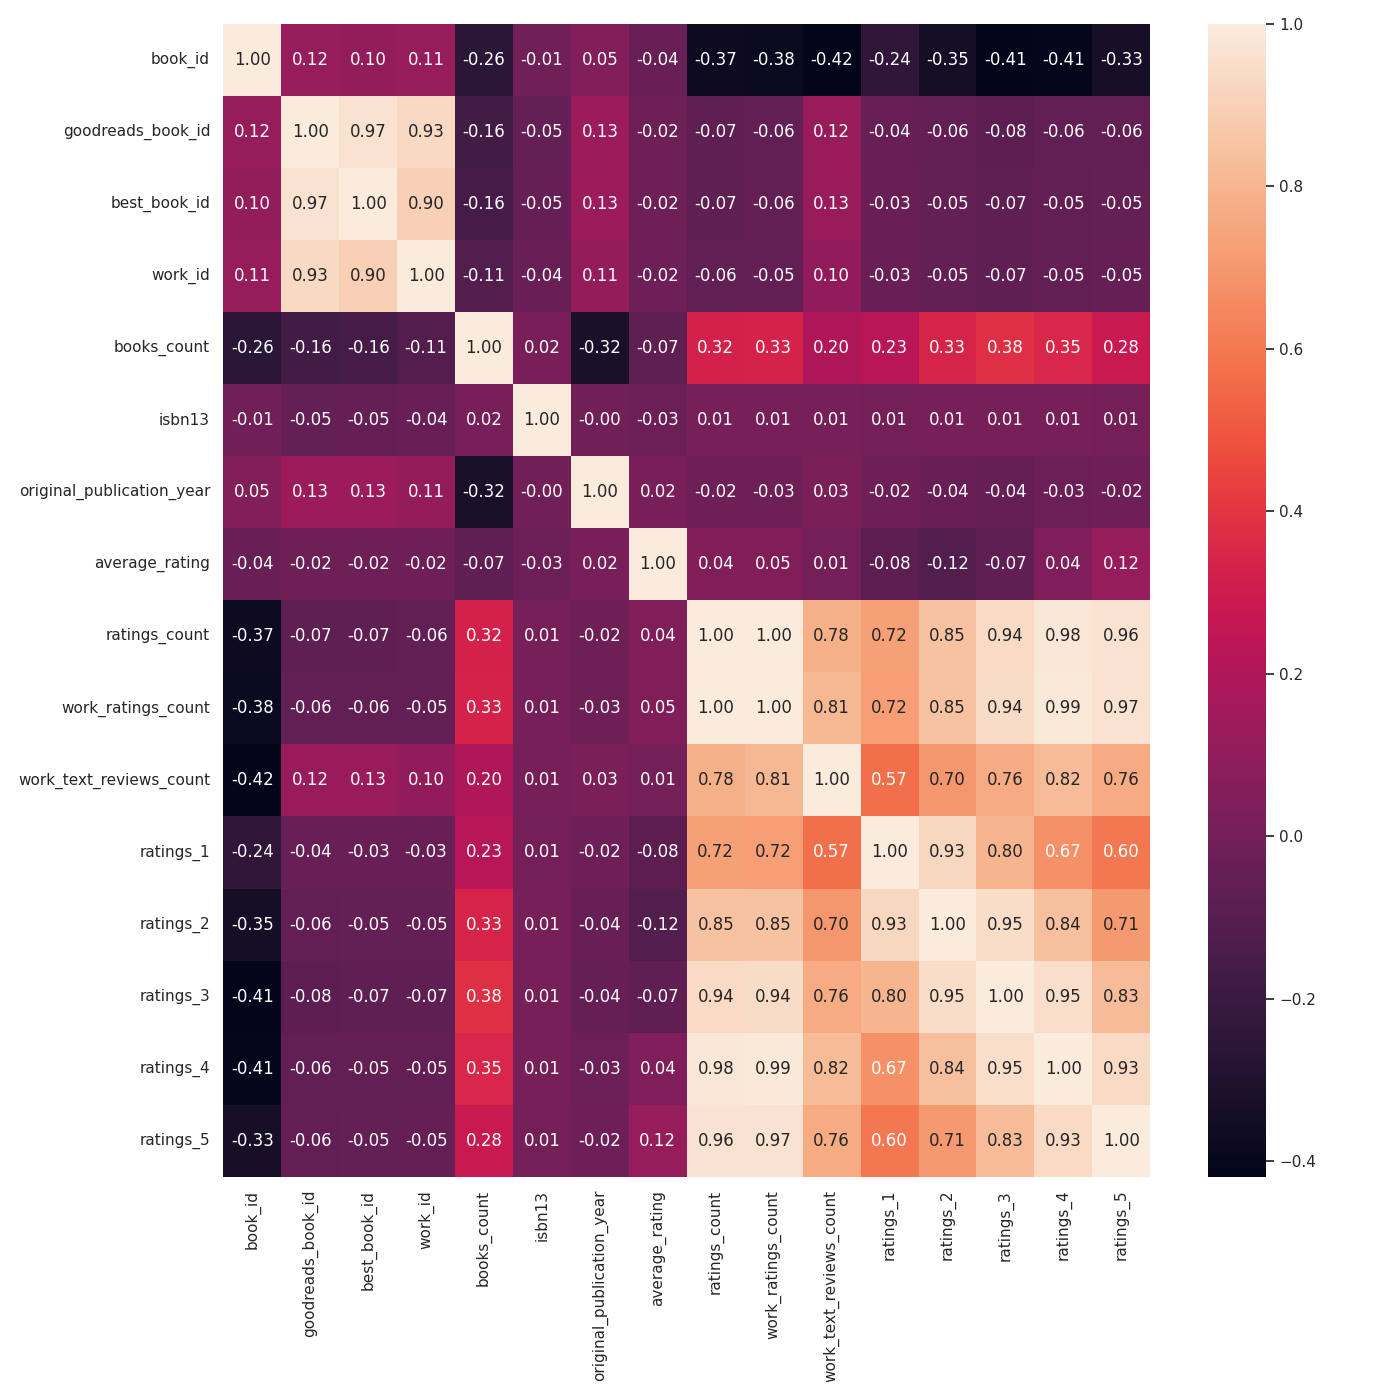 book_id 1.00 0.12 0.10 0.11 -0.26 -0.01 0.05 -0.04 -0.37 -0.38 -0.42 -0.24 -0.35 -0.41 -0.41 -0.33
goodreads_book_id 0.12 1.00 0.97 0.93 -0.16 -0.05 0.13 -0.02 -0.07 -0.06 0.12 -0.04 -0.06 -0.08 -0.06 -0.06
best_book_id 0.10 0.97 1.00 0.90 -0.16 -0.05 0.13 -0.02 -0.07 -0.06 0.13 -0.03 -0.05 -0.07 -0.05 -0.05
work_id 0.11 0.93 0.90 1.00 -0.11 -0.04 0.11 -0.02 -0.06 -0.05 0.10 -0.03 -0.05 -0.07 -0.05 -0.05
books_count -0.26 -0.16 -0.16 -0.11 1.00 0.02 -0.32 -0.07 0.32 0.33 0.20 0.23 0.33 0.38 0.35 0.28
isbn13 -0.01 -0.05 -0.05 -0.04 0.02 1.00 -0.00 -0.03 0.01 0.01 0.01 0.01 0.01 0.01 0.01 0.01
original_publication_year 0.05 0.13 0.13 0.11 -0.32 -0.00 1.00 0.02 -0.02 -0.03 0.03 -0.02 -0.04 -0.04 -0.03 -0.02
average_rating -0.04 -0.02 -0.02 -0.02 -0.07 -0.03 0.02 1.00 0.04 0.05 0.01 -0.08 -0.12 -0.07 0.04 0.12
ratings_count -0.37 -0.07 -0.07 -0.06 0.32 0.01 -0.02 0.04 1.00 1.00 0.78 0.72 0.85 0.94 0.98 0.96
work_ratings_count -0.38 -0.06 -0.06 -0.05 0.33 0.01 -0.03 0.05 1.00 1.00 0.81 0.72 0.85 0.94 0.99 0.97
work_text_reviews_count -0.42 0.12 0.13 0.10 0.20 0.01 0.03 0.01 0.78 0.81 1.00 0.57 0.70 0.76 0.82 0.76
ratings_1 -0.24 -0.04 -0.03 -0.03 0.23 0.01 -0.02 -0.08 0.72 0.72 0.57 1.00 0.93 0.80 0.67 0.60
ratings_2 -0.35 -0.06 -0.05 -0.05 0.33 0.01 -0.04 -0.12 0.85 0.85 0.70 0.93 1.00 0.95 0.84 0.71
ratings_3 -0.41 -0.08 -0.07 -0.07 0.38 0.01 -0.04 -0.07 0.94 0.94 0.76 0.80 0.95 1.00 0.95 0.83
ratings_4 -0.41 -0.06 -0.05 -0.05 0.35 0.01 -0.03 0.04 0.98 0.99 0.82 0.67 0.84 0.95 1.00 0.93
ratings_5 -0.33 -0.06 -0.05 -0.05 0.28 0.01 -0.02 0.12 0.96 0.97 0.76 0.60 0.71 0.83 0.93 1.00
book_id
goodreads_book_id
best_book_id
work_id
books_count
isbn13
original_publication_year
average_rating
ratings_count
work_ratings_count
work_text_reviews_count
ratings_1
ratings_2
ratings_3
ratings_4
ratings_5
1.0
0.8
0.6
0.4
0.2
0.0
−0.2
−0.4